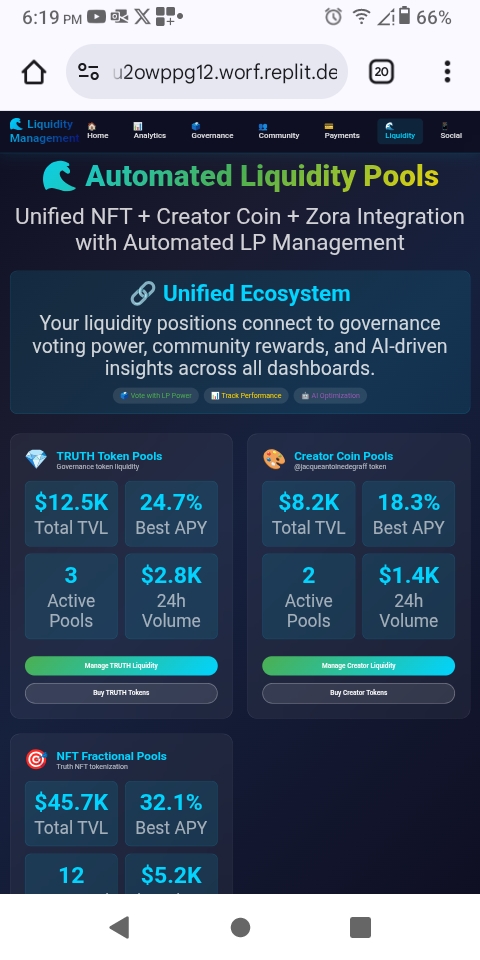 6:19 PM
66%
u2owppg12.worf.replit.de
20
Liquidity
Management
Home
Analytics
Governance
Community
Payments
Liquidity
Social
Automated Liquidity Pools
Unified NFT + Creator Coin + Zora Integration
with Automated LP Management
Unified Ecosystem
Your liquidity positions connect to governance
voting power, community rewards, and AI-driven
insights across all dashboards.
Vote with LP Power
Track Performance
AI Optimization
TRUTH Token Pools
Governance token liquidity
$12.5K
Total TVL
24.7%
Best APY
3
Active
Pools
$2.8K
24h
Volume
Manage TRUTH Liquidity
Buy TRUTH Tokens
Creator Coin Pools
@jacqueantoinedegraff token
$8.2K
Total TVL
18.3%
Best APY
2
Active
Pools
$1.4K
24h
Volume
Manage Creator Liquidity
Buy Creator Tokens
NFT Fractional Pools
Truth NFT tokenization
$45.7K
Total TVL
32.1%
Best APY
12
$5.2K